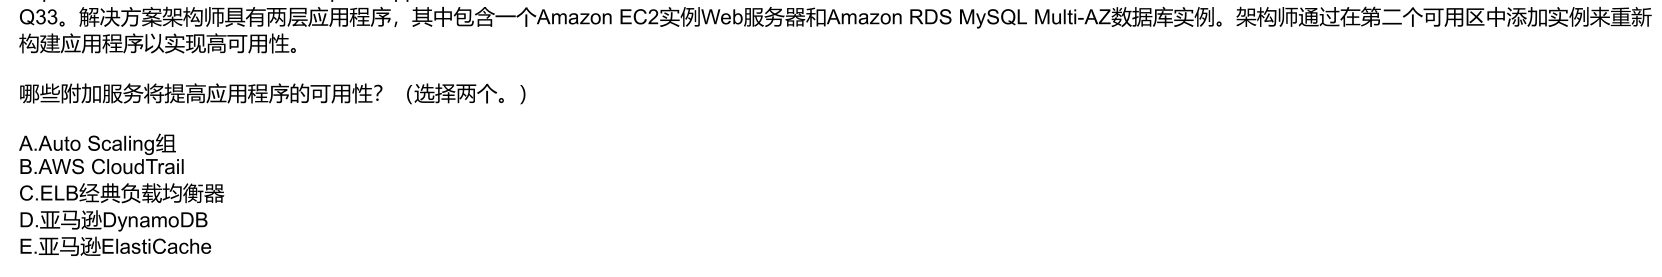 Q33。解决方案架构师具有两层应用程序，其中包含一个Amazon EC2实例Web服务器和Amazon RDS MySQL Multi-AZ数据库实例。架构师通过在第二个可用区中添加实例来重新
构建应用程序以实现高可用性。
哪些附加服务将提高应用程序的可用性？（选择两个。）
A.Auto Scaling组
B.AWS CloudTrail
C.ELB经典负载均衡器
D.亚马逊DynamoDB
E.亚马逊ElastiCache